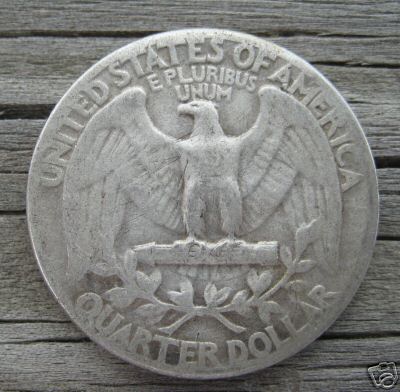 UNITED STATES OF AMERICA
E PLURIBUS
UNUM
QUARTER DOLLAR